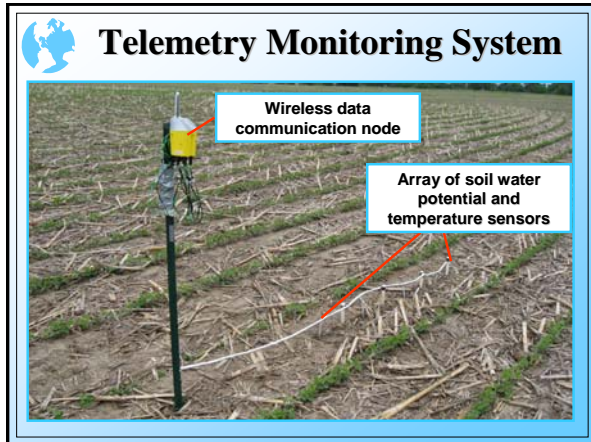 Telemetry Monitoring System
Wireless data
communication node
Array of soil water
potential and
temperature sensors